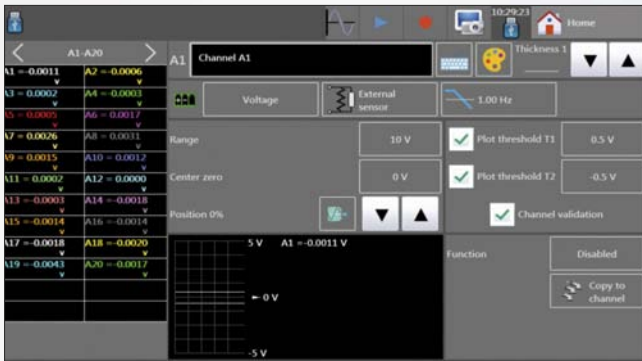 10:29:23
Home
A1-A20
A1 =-0.0011 V
A2 =-0.0006 V
A3 = 0.0002 V
A4 =-0.0003 V
A5 = 0.0005 V
A6 = 0.0017 V
A7 = 0.0026 V
A8 = 0.0031 V
A9 = 0.0015 V
A10 = 0.0012 V
A11 = 0.0002 V
A12 = 0.0000 V
A13 =-0.0003 V
A14 =-0.0018 V
A15 =-0.0014 V
A16 =-0.0014 V
A17 =-0.0018 V
A18 =-0.0020 V
A19 =-0.0043 V
A20 =-0.0017 V
A1
Channel A1
Thickness 1
Voltage
External
sensor
1.00 Hz
Range
10 V
Center zero
0 V
Position 0%
Plot threshold T1
0.5 V
Plot threshold T2
-0.5 V
Channel validation
5 V A1 =-0.0011 V
0 V
-5 V
Function
Disabled
Copy to
channel